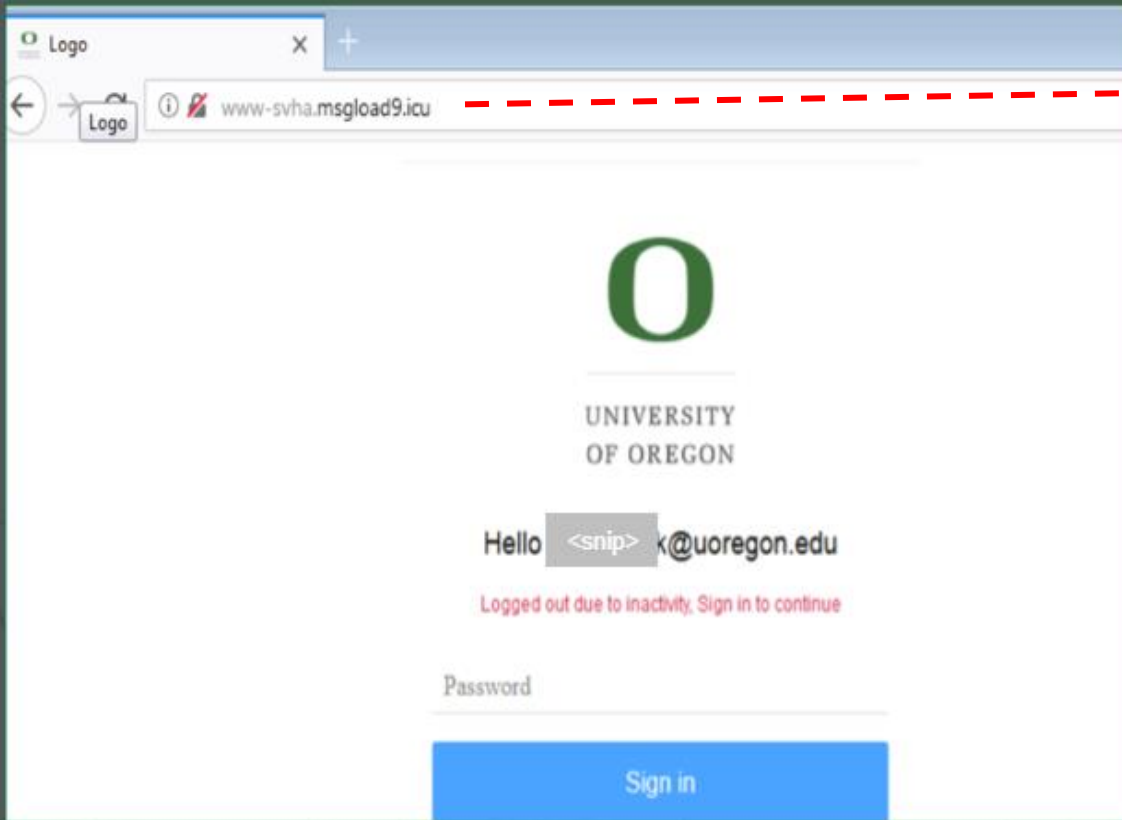 Logo
www-svha.msgload9.icu
Logo
O
UNIVERSITY
OF OREGON
Hello <snip> k@uoregon.edu
Logged out due to inactivity, Sign in to continue
Password
Sign in